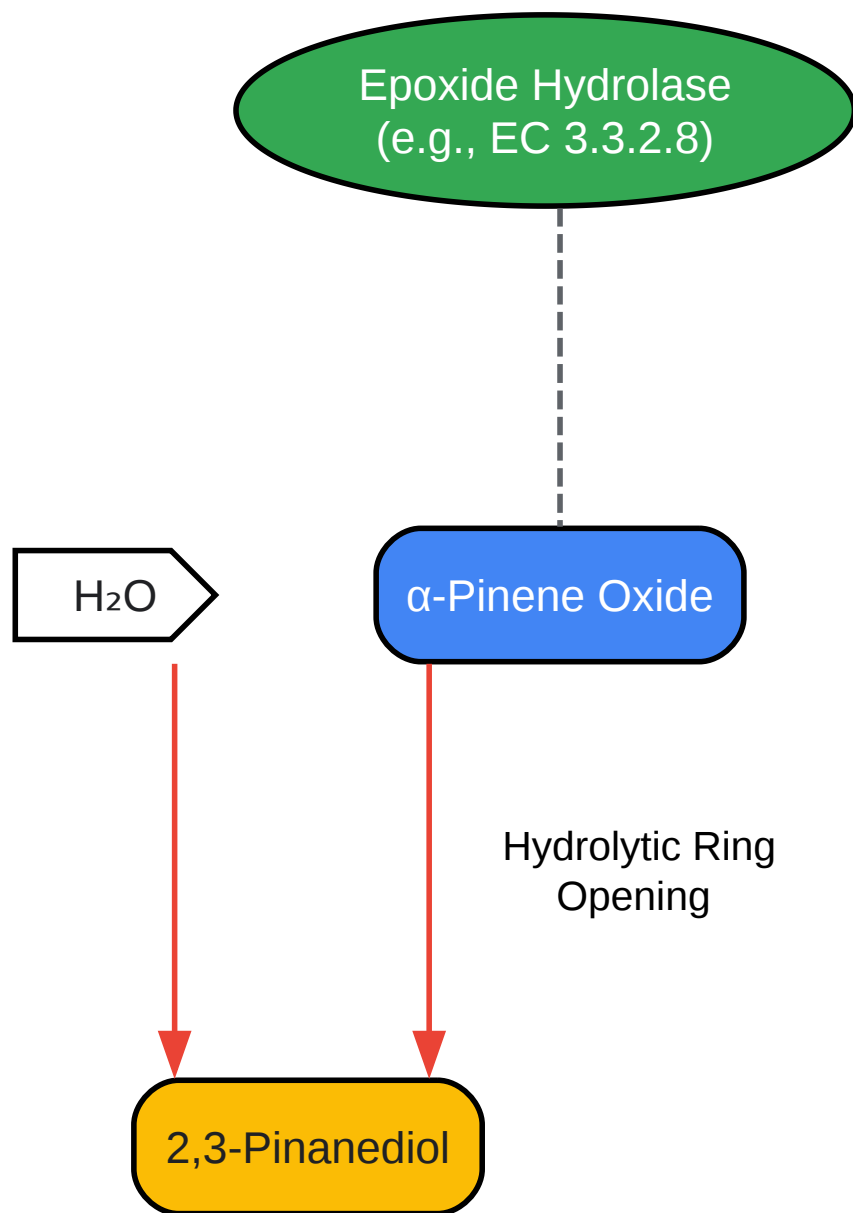 Epoxide Hydrolase
(e.g., EC 3.3.2.8)
H₂O
α-Pinene Oxide
Hydrolytic Ring
Opening
2,3-Pinanediol